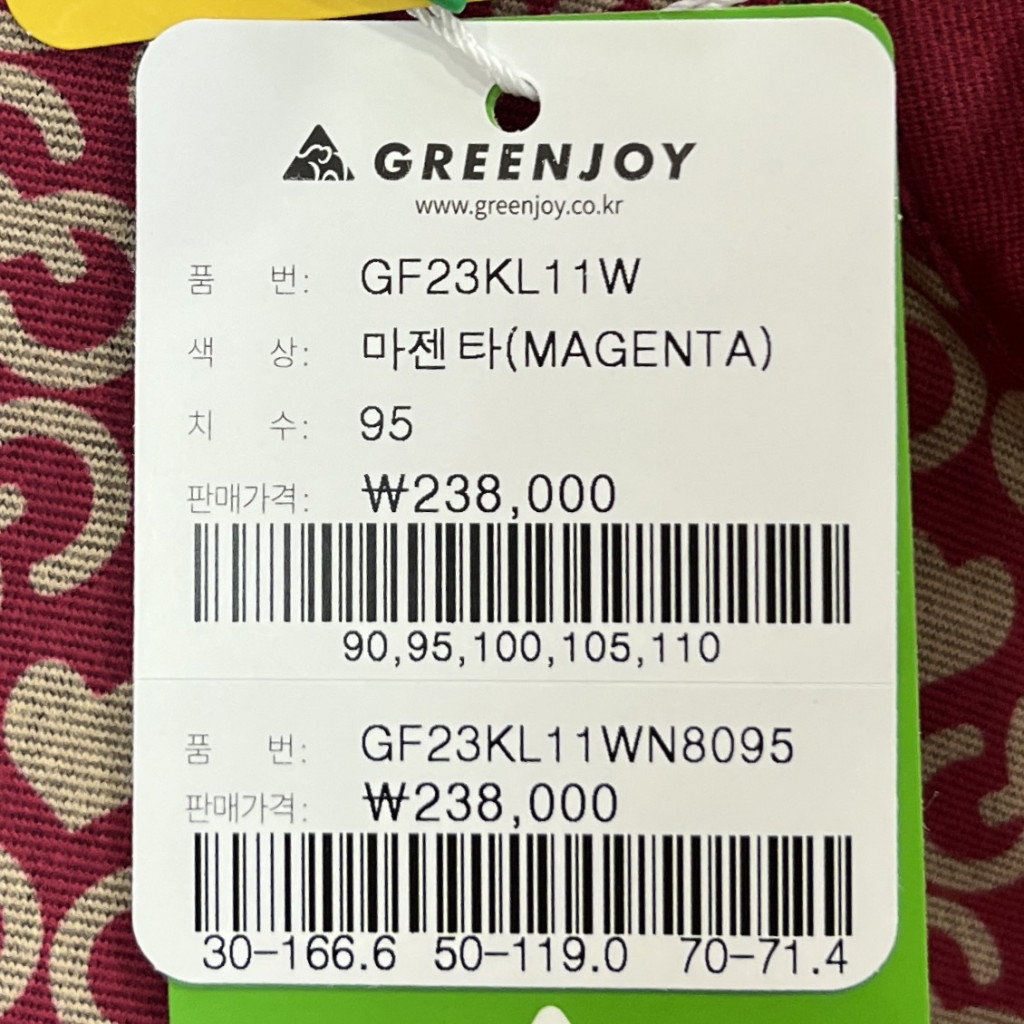 GREENJOY
www.greenjoy.co.kr
품 번: GF23KL11W
색 상: 마젠타(MAGENTA)
치 수: 95
판매가격: ₩238,000
90,95,100,105,110
품 번: GF23KL11WN8095
판매가격: ₩238,000
30-166.6 50-119.0 70-71.4